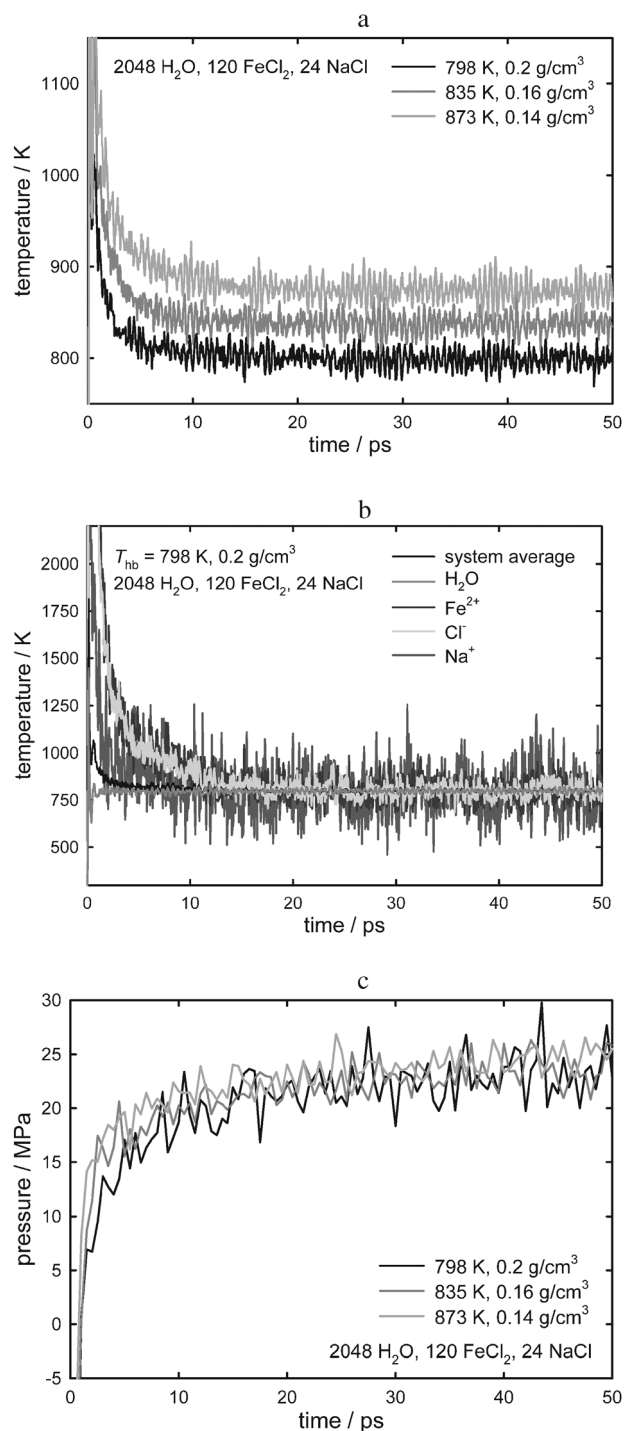 a
2048 H₂O, 120 FeCl₂, 24 NaCl
798 K, 0.2 g/cm³
835 K, 0.16 g/cm³
873 K, 0.14 g/cm³
temperature / K
1100
1000
900
800
0 10 20 30 40 50
time / ps
b
T_hb = 798 K, 0.2 g/cm³
2048 H₂O, 120 FeCl₂, 24 NaCl
system average
H₂O
Fe²⁺
Cl⁻
Na⁺
temperature / K
2000
1750
1500
1250
1000
750
500
0 10 20 30 40 50
time / ps
c
pressure / MPa
30
25
20
15
10
5
0
-5
798 K, 0.2 g/cm³
835 K, 0.16 g/cm³
873 K, 0.14 g/cm³
2048 H₂O, 120 FeCl₂, 24 NaCl
0 10 20 30 40 50
time / ps